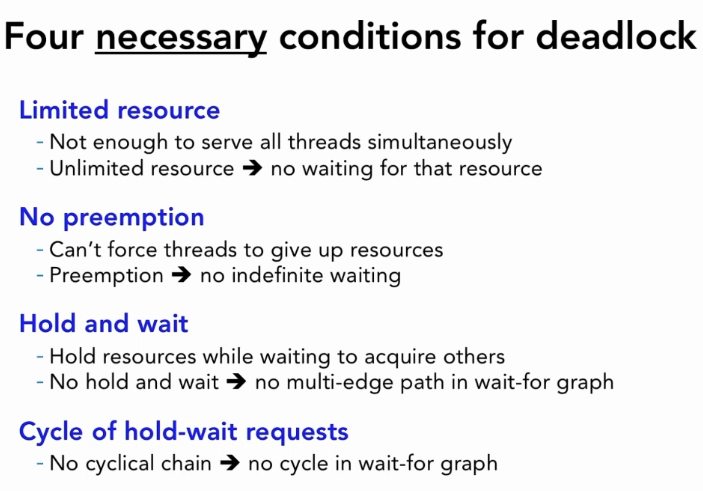 Four necessary conditions for deadlock
Limited resource
- Not enough to serve all threads simultaneously
- Unlimited resource ➔ no waiting for that resource
No preemption
- Can't force threads to give up resources
- Preemption ➔ no indefinite waiting
Hold and wait
- Hold resources while waiting to acquire others
- No hold and wait ➔ no multi-edge path in wait-for graph
Cycle of hold-wait requests
- No cyclical chain ➔ no cycle in wait-for graph